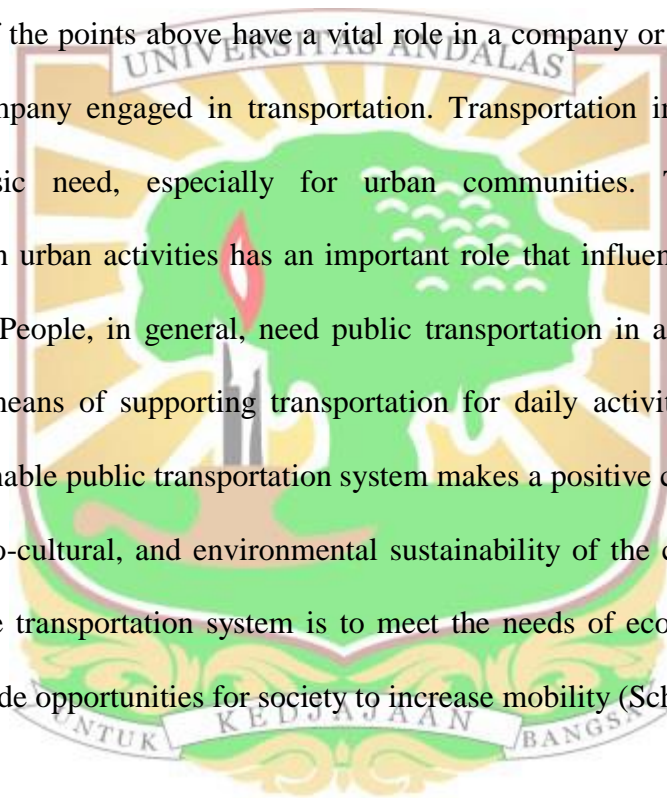 UNIVERSITAS ANDALAS
f the points above have a vital role in a company or
mpany engaged in transportation. Transportation in
sic need, especially for urban communities. T
n urban activities has an important role that influen
People, in general, need public transportation in a
means of supporting transportation for daily activit
nable public transportation system makes a positive c
o-cultural, and environmental sustainability of the c
e transportation system is to meet the needs of eco
de opportunities for society to increase mobility (Sch
UNTUK KEDJAJAAN BANGSA